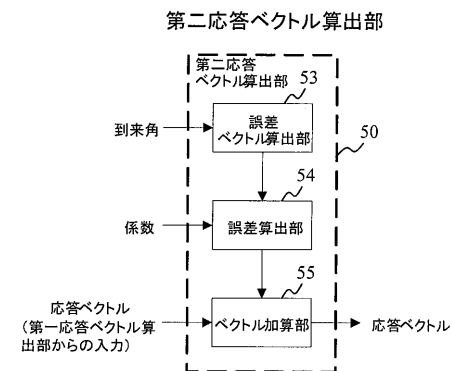 第二応答ベクトル算出部
第二応答
ベクトル算出部
53
到来角
誤差
ベクトル算出部
50
54
係数
誤差算出部
55
応答ベクトル
(第一応答ベクトル算
出部からの入力)
ベクトル加算部
応答ベクトル